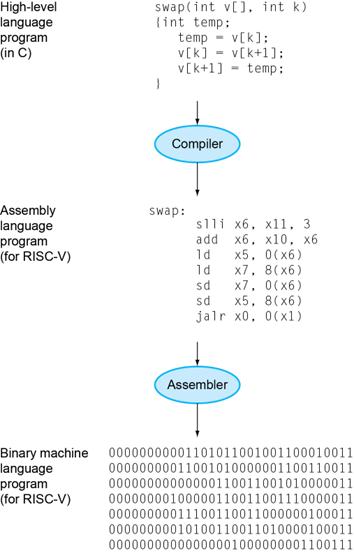 High-level
language
program
(in C)
swap(int v[], int k)
{int temp;
temp = v[k];
v[k] = v[k+1];
v[k+1] = temp;
}
Compiler
Assembly
language
program
(for RISC-V)
swap:
slli x6, x11, 3
add x6, x10, x6
ld x5, 0(x6)
ld x7, 8(x6)
sd x7, 0(x6)
sd x5, 8(x6)
jalr x0, 0(x1)
Assembler
Binary machine
language
program
(for RISC-V)
00000000001101011001001100010011
00000000011001010000001100110011
00000000000000110011001010000011
00000000100000110011001110000011
00000000011100110011000000100011
00000000010100110011010000100011
00000000000000001000000001100111